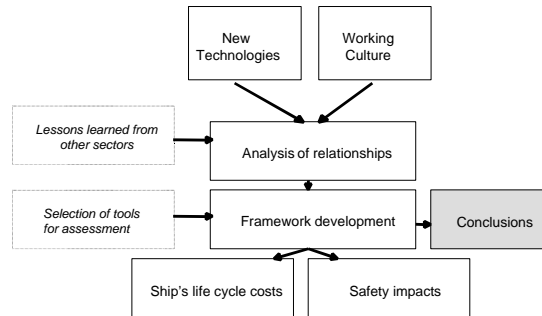 New
Technologies
Working
Culture
Lessons learned from
other sectors
Analysis of relationships
Selection of tools
for assessment
Framework development
Conclusions
Ship's life cycle costs
Safety impacts